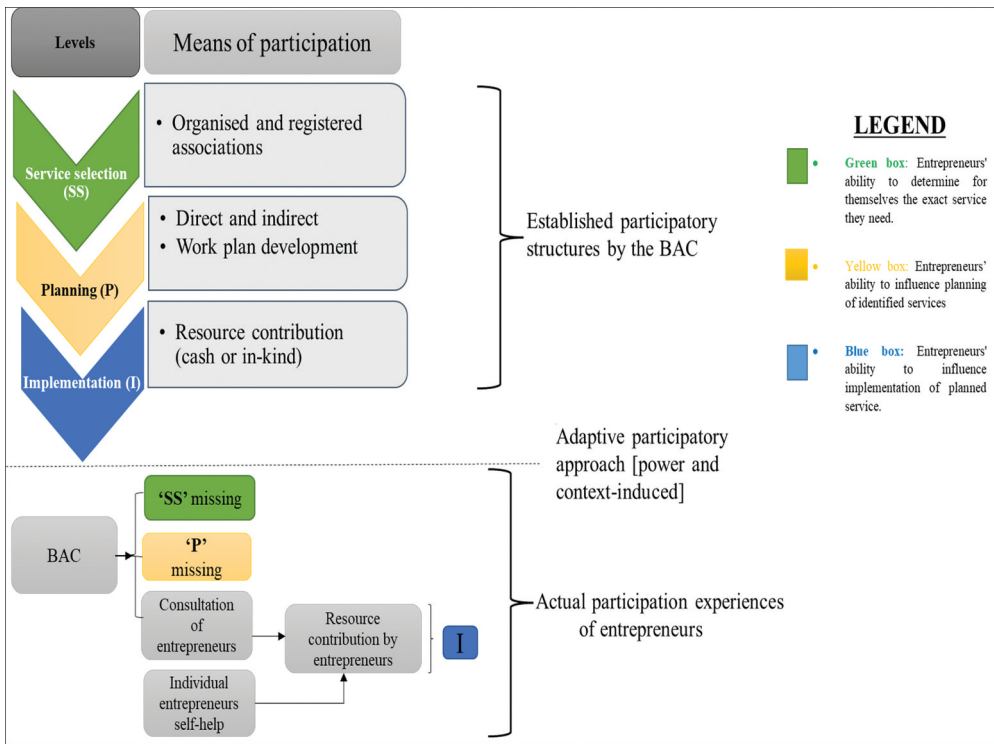 Levels
Means of participation
Service selection
(SS)
• Organised and registered
associations
Planning (P)
• Direct and indirect
• Work plan development
Implementation (I)
• Resource contribution
(cash or in-kind)
Established participatory
structures by the BAC
LEGEND
• Green box: Entrepreneurs'
ability to determine for
themselves the exact service
they need.
• Yellow box: Entrepreneurs’
ability to influence planning
of identified services
• Blue box: Entrepreneurs'
ability to influence
implementation of planned
service.
Adaptive participatory
approach [power and
context-induced]
BAC
‘SS’ missing
‘P’
missing
Consultation
of
entrepreneurs
Individual
entrepreneurs
self-help
Resource
contribution by
entrepreneurs
I
Actual participation experiences
of entrepreneurs